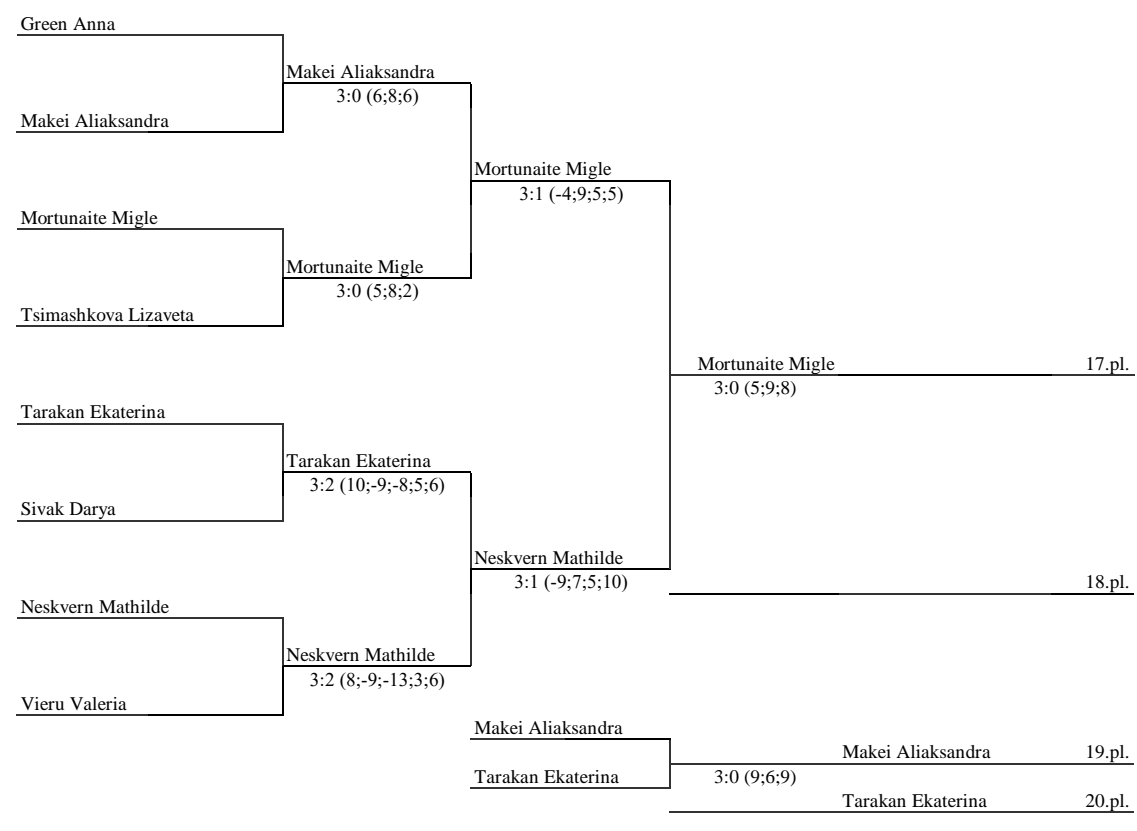 Green Anna
Makei Aliaksandra
3:0 (6;8;6)
Makei Aliaksandra
Mortunaite Migle
3:1 (-4;9;5;5)
Mortunaite Migle
Mortunaite Migle
3:0 (5;8;2)
Tsimashkova Lizaveta
Mortunaite Migle 17.pl.
3:0 (5;9;8)
Tarakan Ekaterina
Tarakan Ekaterina
3:2 (10;-9;-8;5;6)
Sivak Darya
Neskvern Mathilde
3:1 (-9;7;5;10)
18.pl.
Neskvern Mathilde
Neskvern Mathilde
3:2 (8;-9;-13;3;6)
Vieru Valeria
Makei Aliaksandra
Makei Aliaksandra 19.pl.
Tarakan Ekaterina
3:0 (9;6;9)
Tarakan Ekaterina 20.pl.